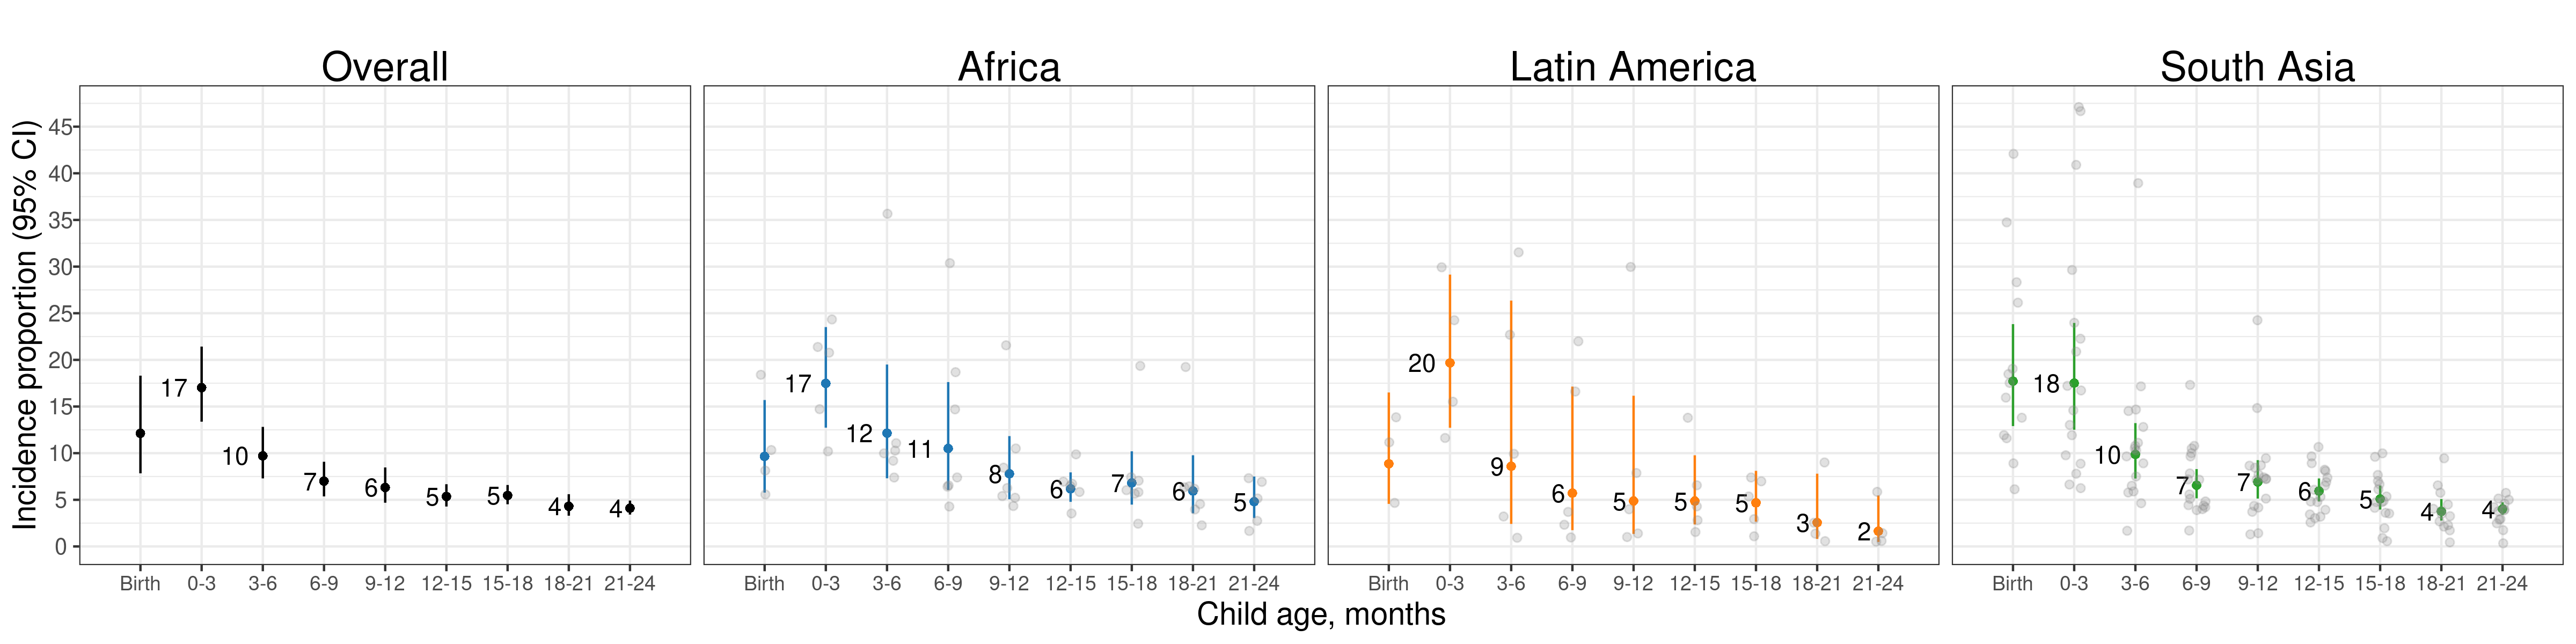 Overall Africa Latin America South Asia
Incidence proportion (95% CI)
45
40
35
30
25
20
15
10
5
0
17 10 7 6 5 5 4 4
17 12 11 8 6 7 6 5
20 9 6 5 5 5 3 2
18 10 7 7 6 5 4 4
Birth 0-3 3-6 6-9 9-12 12-15 15-18 18-21 21-24
Birth 0-3 3-6 6-9 9-12 12-15 15-18 18-21 21-24
Birth 0-3 3-6 6-9 9-12 12-15 15-18 18-21 21-24
Birth 0-3 3-6 6-9 9-12 12-15 15-18 18-21 21-24
Child age, months